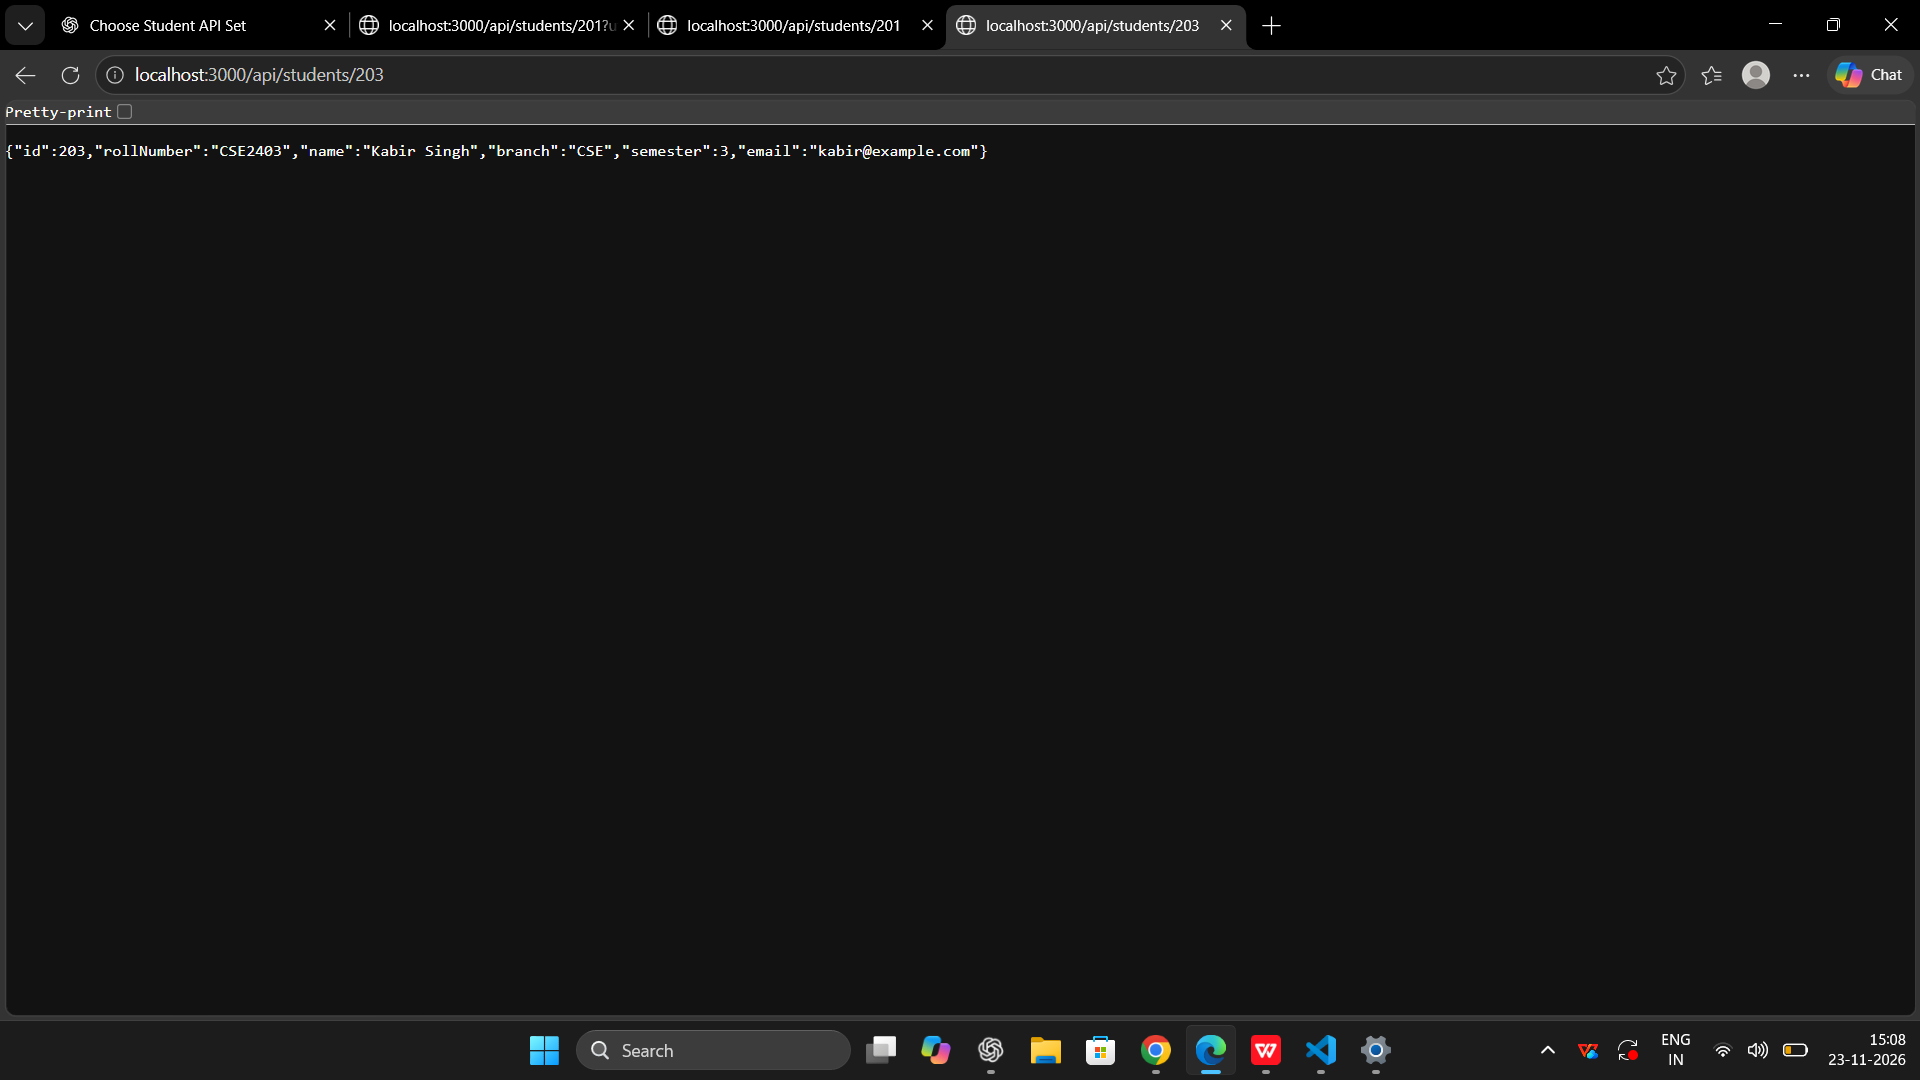 Choose Student API Set
localhost:3000/api/students/201?u
localhost:3000/api/students/201
localhost:3000/api/students/203
localhost:3000/api/students/203
Chat
Pretty-print
{"id":203,"rollNumber":"CSE2403","name":"Kabir Singh","branch":"CSE","semester":3,"email":"kabir@example.com"}
Search
ENG
IN
15:08
23-11-2026